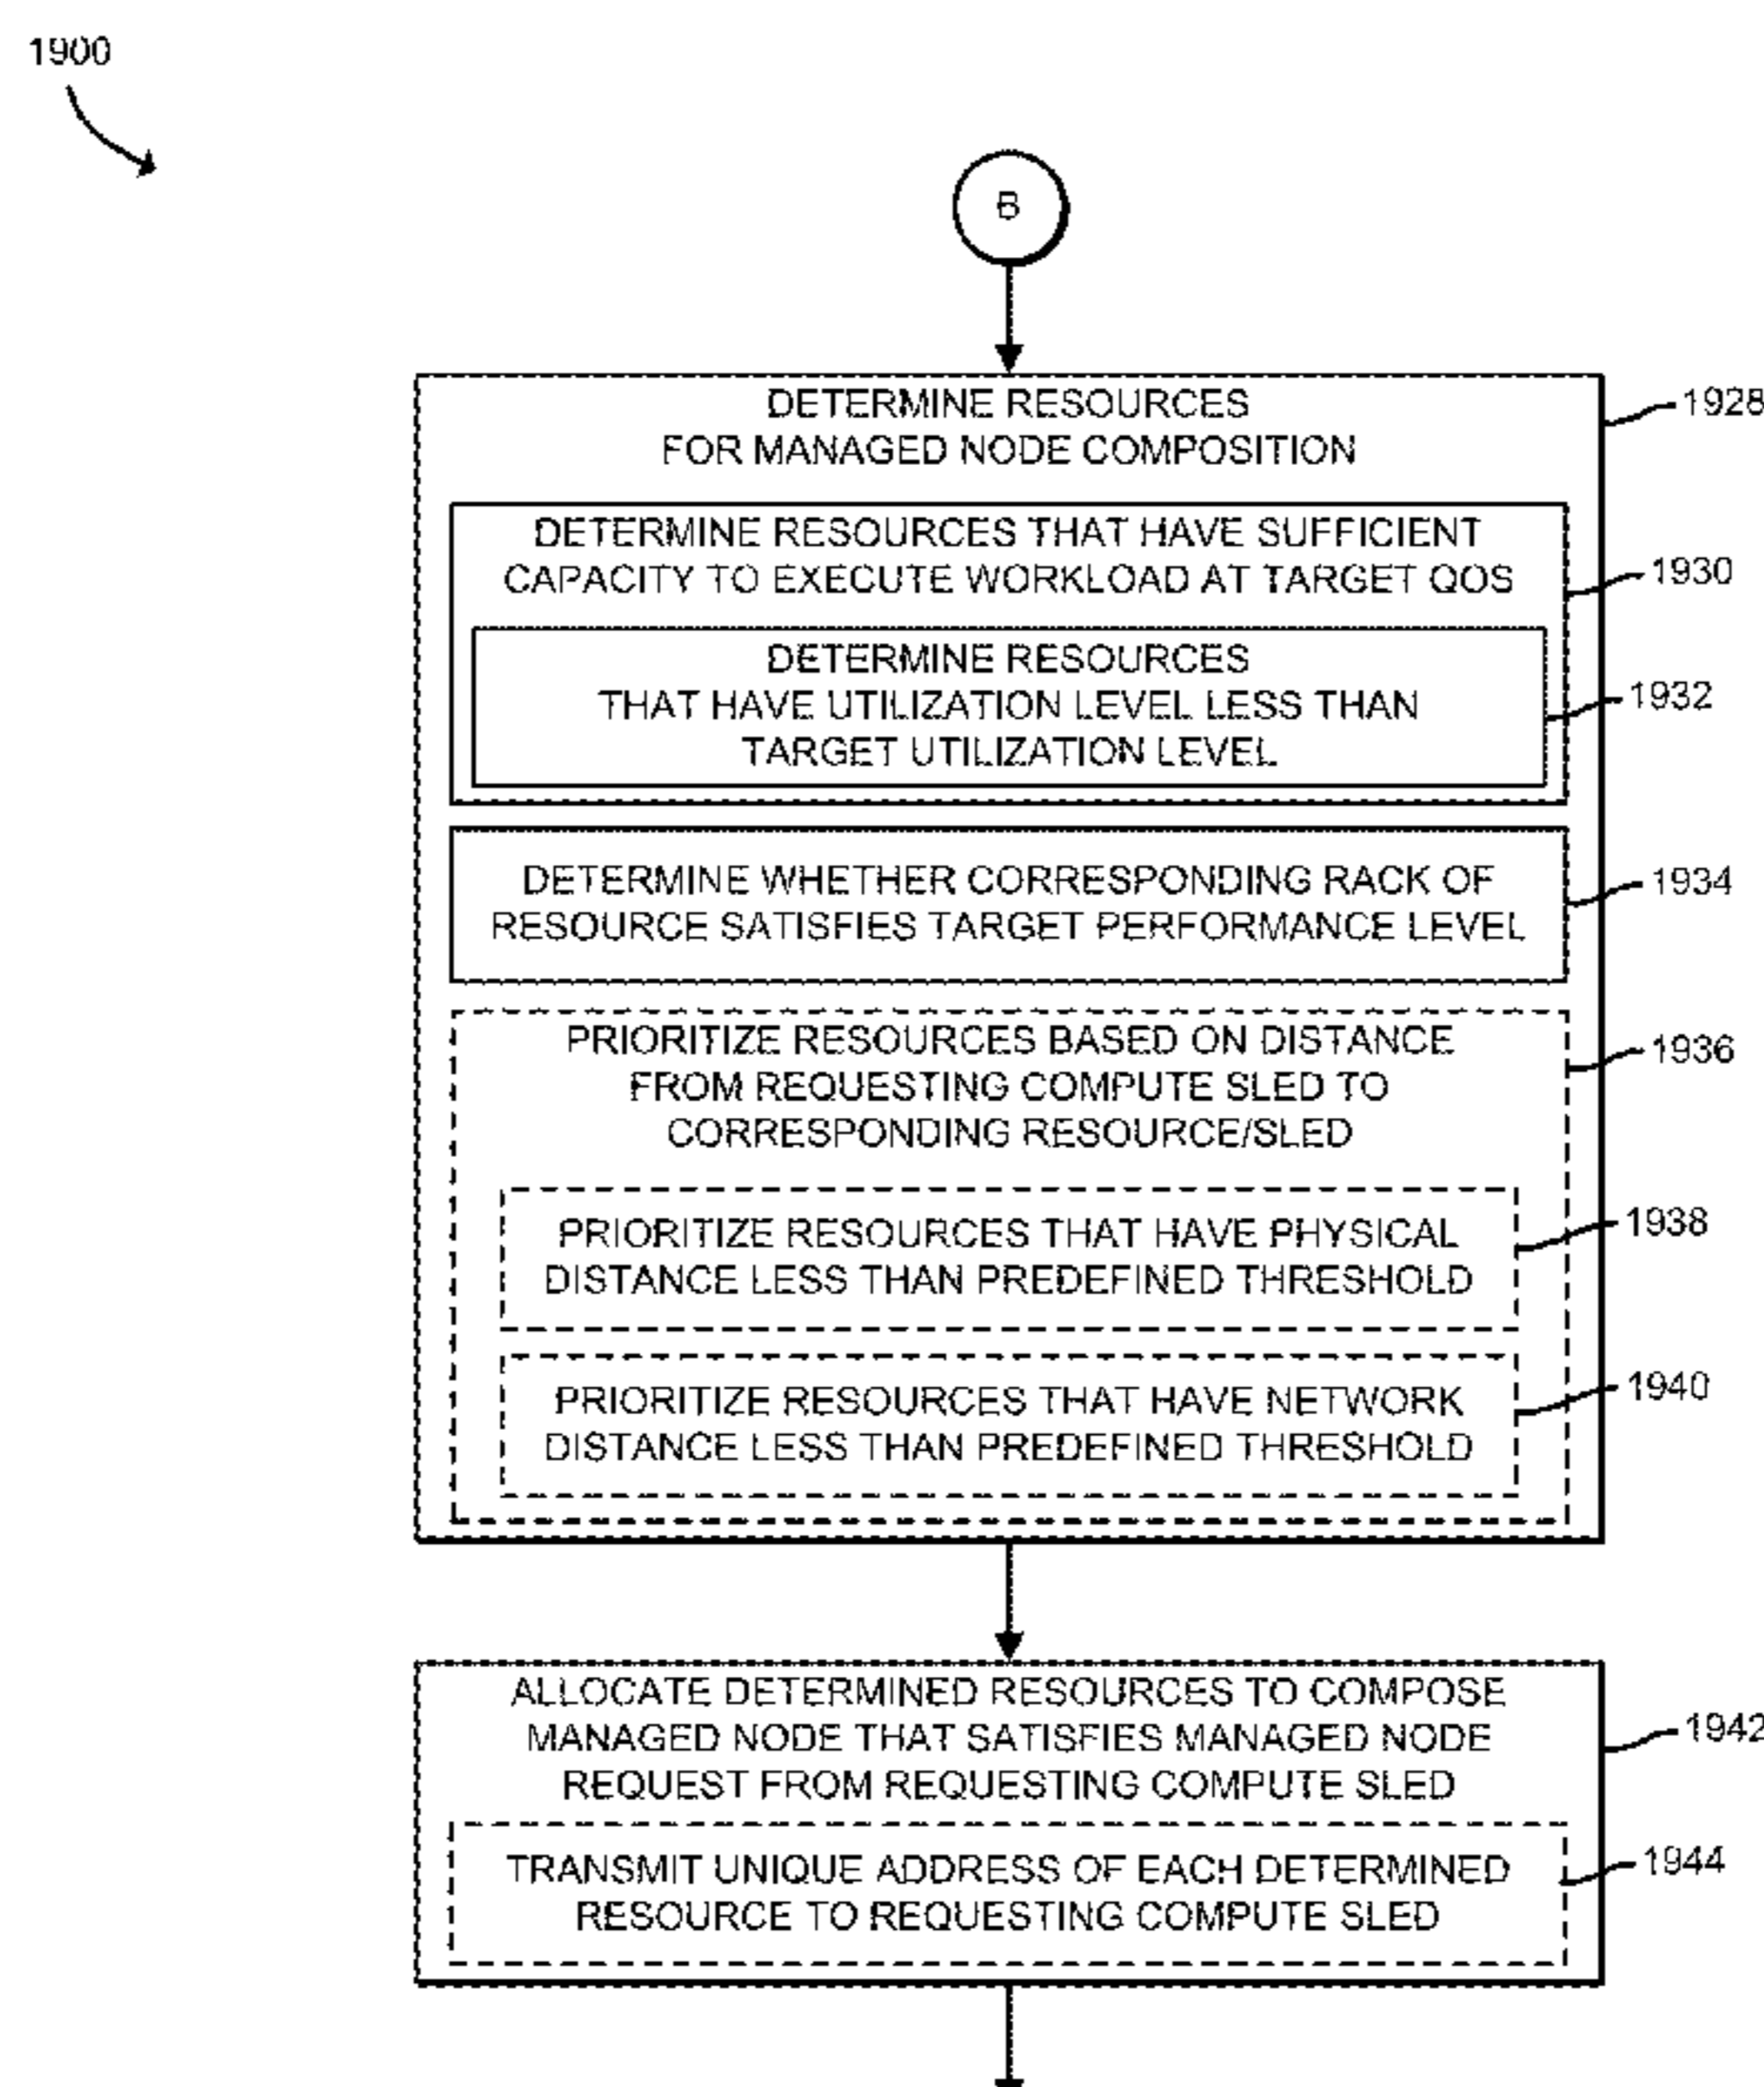 1900
B
DETERMINE RESOURCES
FOR MANAGED NODE COMPOSITION
1928
DETERMINE RESOURCES THAT HAVE SUFFICIENT
CAPACITY TO EXECUTE WORKLOAD AT TARGET QOS
1930
DETERMINE RESOURCES
THAT HAVE UTILIZATION LEVEL LESS THAN
TARGET UTILIZATION LEVEL
1932
DETERMINE WHETHER CORRESPONDING RACK OF
RESOURCE SATISFIES TARGET PERFORMANCE LEVEL
1934
PRIORITIZE RESOURCES BASED ON DISTANCE
FROM REQUESTING COMPUTE SLED TO
CORRESPONDING RESOURCE/SLED
1936
PRIORITIZE RESOURCES THAT HAVE PHYSICAL
DISTANCE LESS THAN PREDEFINED THRESHOLD
1938
PRIORITIZE RESOURCES THAT HAVE NETWORK
DISTANCE LESS THAN PREDEFINED THRESHOLD
1940
ALLOCATE DETERMINED RESOURCES TO COMPOSE
MANAGED NODE THAT SATISFIES MANAGED NODE
REQUEST FROM REQUESTING COMPUTE SLED
1942
TRANSMIT UNIQUE ADDRESS OF EACH DETERMINED
RESOURCE TO REQUESTING COMPUTE SLED
1944